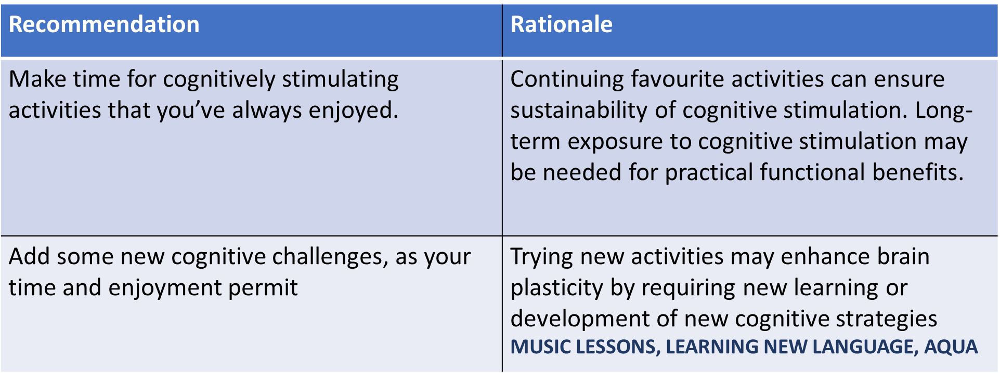 Recommendation
Rationale
Make time for cognitively stimulating
activities that you’ve always enjoyed.
Continuing favourite activities can ensure
sustainability of cognitive stimulation. Long-
term exposure to cognitive stimulation may
be needed for practical functional benefits.
Add some new cognitive challenges, as your
time and enjoyment permit
Trying new activities may enhance brain
plasticity by requiring new learning or
development of new cognitive strategies
MUSIC LESSONS, LEARNING NEW LANGUAGE, AQUA